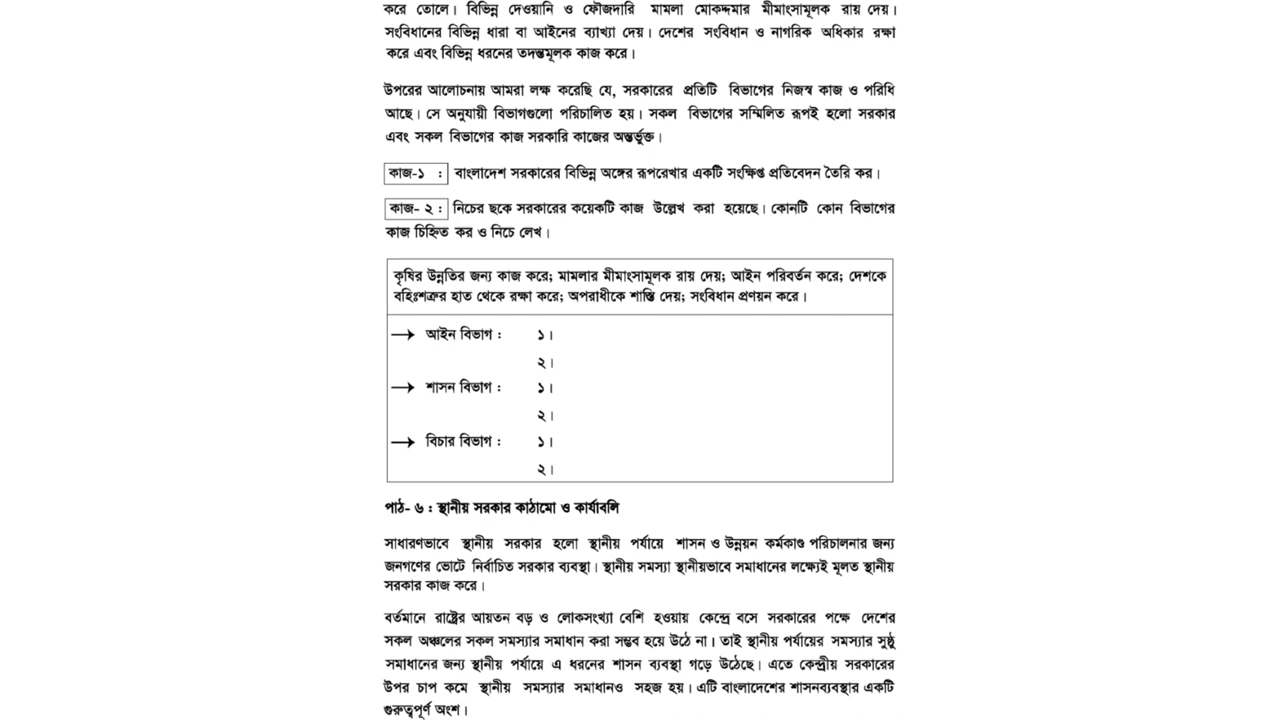 করে তোলে। বিভিন্ন দেওয়ানি ও ফৌজদারি মামলা মোকদ্দমার মীমাংসামূলক রায় দেয়।
সংবিধানের বিভিন্ন ধারা বা আইনের ব্যাখ্যা দেয়। দেশের সংবিধান ও নাগরিক অধিকার রক্ষা
করে এবং বিভিন্ন ধরনের তদন্তমূলক কাজ করে।
উপরের আলোচনায় আমরা লক্ষ করেছি যে, সরকারের প্রতিটি বিভাগের নিজস্ব কাজ ও পরিধি
আছে। সে অনুযায়ী বিভাগগুলো পরিচালিত হয়। সকল বিভাগের সম্মিলিত রূপই হলো সরকার
এবং সকল বিভাগের কাজ সরকারি কাজের অন্তর্ভুক্ত।
কাজ-১ : বাংলাদেশ সরকারের বিভিন্ন অঙ্গের রূপরেখার একটি সংক্ষিপ্ত প্রতিবেদন তৈরি কর।
কাজ- ২ : নিচের ছকে সরকারের কয়েকটি কাজ উল্লেখ করা হয়েছে। কোনটি কোন বিভাগের
কাজ চিহ্নিত কর ও নিচে লেখ।
কৃষির উন্নতির জন্য কাজ করে; মামলার মীমাংসামূলক রায় দেয়; আইন পরিবর্তন করে; দেশকে
বহিঃশত্রুর হাত থেকে রক্ষা করে; অপরাধীকে শাস্তি দেয়; সংবিধান প্রণয়ন করে।
→ আইন বিভাগ : ১।
২।
→ শাসন বিভাগ : ১।
২।
→ বিচার বিভাগ : ১।
২।
পাঠ- ৬ : স্থানীয় সরকার কাঠামো ও কার্যাবলি
সাধারণভাবে স্থানীয় সরকার হলো স্থানীয় পর্যায়ে শাসন ও উন্নয়ন কর্মকাণ্ড পরিচালনার জন্য
জনগণের ভোটে নির্বাচিত সরকার ব্যবস্থা। স্থানীয় সমস্যা স্থানীয়ভাবে সমাধানের লক্ষ্যেই মূলত স্থানীয়
সরকার কাজ করে।
বর্তমানে রাষ্ট্রের আয়তন বড় ও লোকসংখ্যা বেশি হওয়ায় কেন্দ্রে বসে সরকারের পক্ষে দেশের
সকল অঞ্চলের সকল সমস্যার সমাধান করা সম্ভব হয়ে উঠে না। তাই স্থানীয় পর্যায়ের সমস্যার সুষ্ঠু
সমাধানের জন্য স্থানীয় পর্যায়ে এ ধরনের শাসন ব্যবস্থা গড়ে উঠেছে। এতে কেন্দ্রীয় সরকারের
উপর চাপ কমে স্থানীয় সমস্যার সমাধানও সহজ হয়। এটি বাংলাদেশের শাসনব্যবস্থার একটি
গুরুত্বপূর্ণ অংশ।